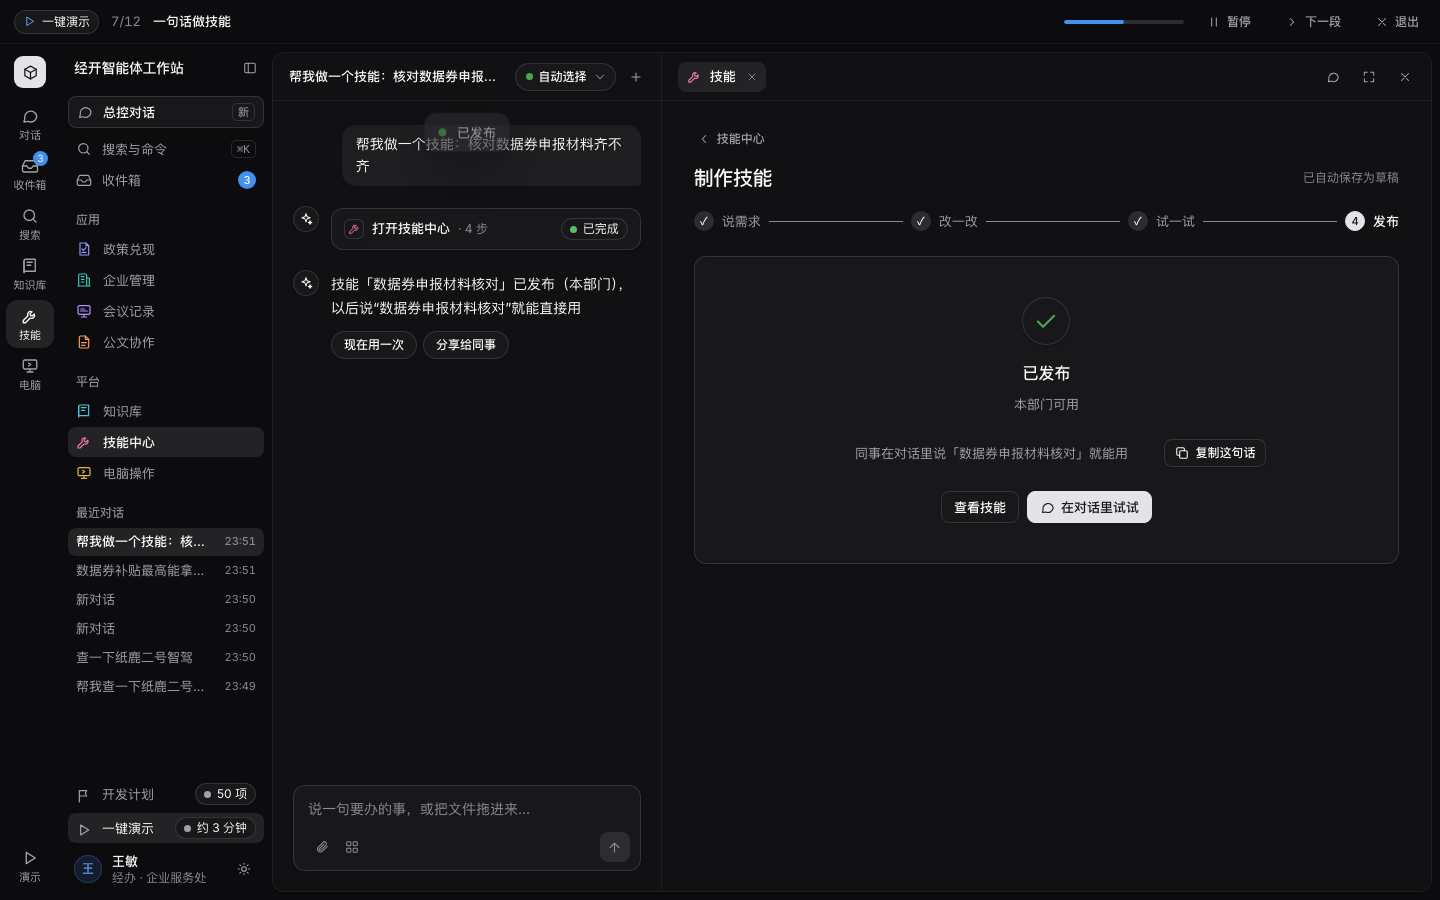 一键演示
7/12
一句话做技能
暂停
下一段
退出
对话
3
收件箱
搜索
知识库
技能
电脑
演示
经开智能体工作站
总控对话
新
搜索与命令
⌘K
收件箱
3
应用
政策兑现
企业管理
会议记录
公文协作
平台
知识库
技能中心
电脑操作
最近对话
帮我做一个技能：核... 23:51
数据券补贴最高能拿... 23:51
新对话 23:50
新对话 23:50
查一下纸鹿二号智驾 23:50
帮我查一下纸鹿二号... 23:49
开发计划
50 项
一键演示
约 3 分钟
王
王敏
经办 · 企业服务处
帮我做一个技能：核对数据券申报...
自动选择
已发布
帮我做一个技能：核对数据券申报材料齐不
齐
打开技能中心 · 4 步
已完成
技能「数据券申报材料核对」已发布（本部门），
以后说“数据券申报材料核对”就能直接用
现在用一次
分享给同事
说一句要办的事，或把文件拖进来...
技能
技能中心
制作技能
已自动保存为草稿
说需求
改一改
试一试
4
发布
已发布
本部门可用
同事在对话里说「数据券申报材料核对」就能用
复制这句话
查看技能
在对话里试试